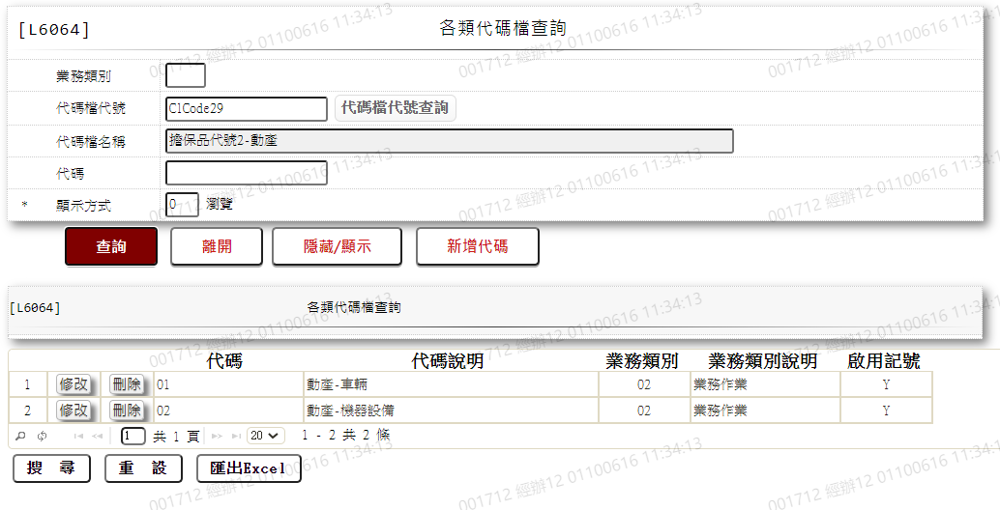 [L6064] 各類代碼檔查詢
業務類別
代碼檔代號 ClCode29 代碼檔代號查詢
代碼檔名稱 擔保品代號2-動產
代碼
* 顯示方式 0 瀏覽
查詢 離開 隱藏/顯示 新增代碼
[L6064] 各類代碼檔查詢
代碼 代碼說明 業務類別 業務類別說明 啟用記號
1 修改 刪除 01 動產-車輛 02 業務作業 Y
2 修改 刪除 02 動產-機器設備 02 業務作業 Y
1 共 1 頁 20 1 - 2 共 2 條
搜 尋 重 設 匯出Excel
001712 經辦12 01100616 11:34:13